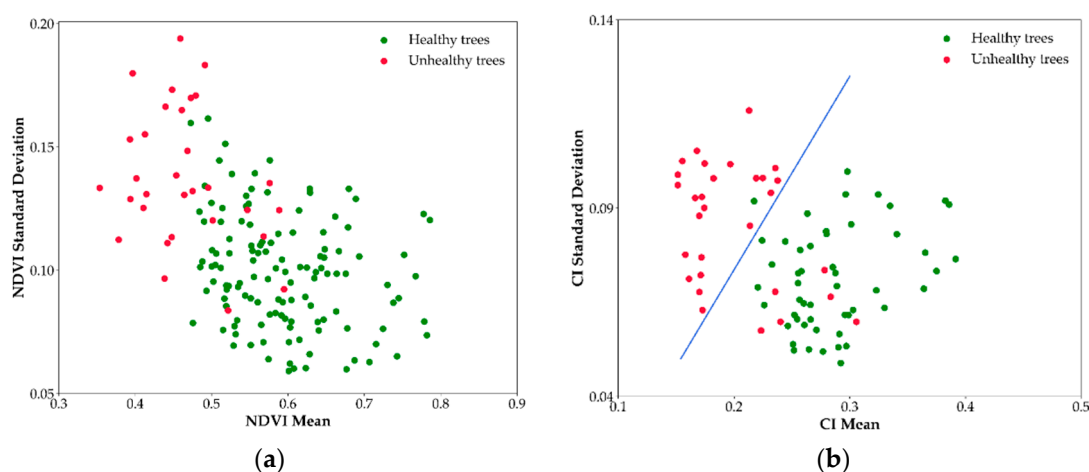 0.20
0.15
0.10
0.05
NDVI Standard Deviation
Healthy trees
Unhealthy trees
0.3 0.4 0.5 0.6 0.7 0.8 0.9
NDVI Mean
(a)
0.14
0.09
0.04
CI Standard Deviation
Healthy trees
Unhealthy trees
0.1 0.2 0.3 0.4 0.5
CI Mean
(b)